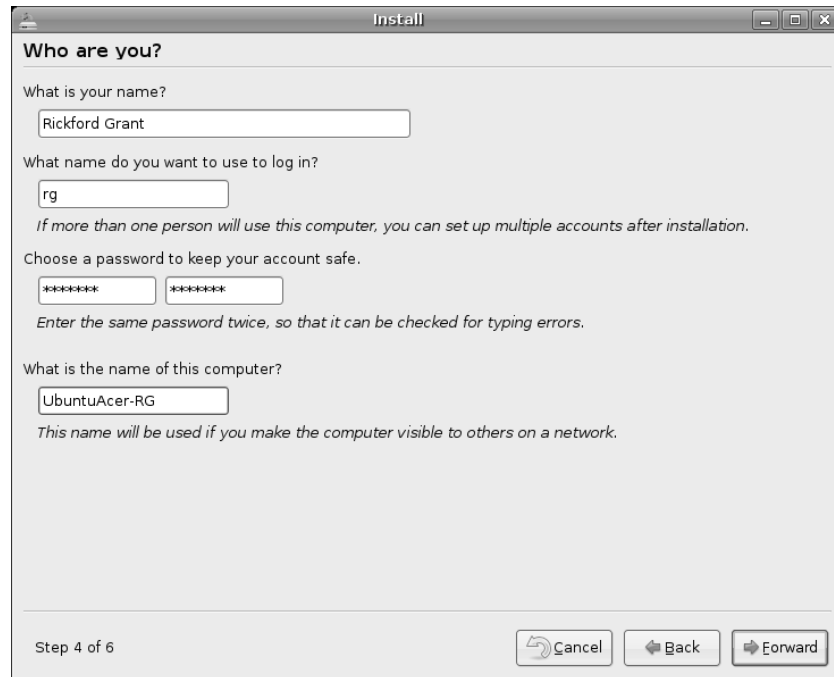 Install
Who are you?
What is your name?
Rickford Grant
What name do you want to use to log in?
rg
If more than one person will use this computer, you can set up multiple accounts after installation.
Choose a password to keep your account safe.
******* *******
Enter the same password twice, so that it can be checked for typing errors.
What is the name of this computer?
UbuntuAcer-RG
This name will be used if you make the computer visible to others on a network.
Step 4 of 6 Cancel Back Forward